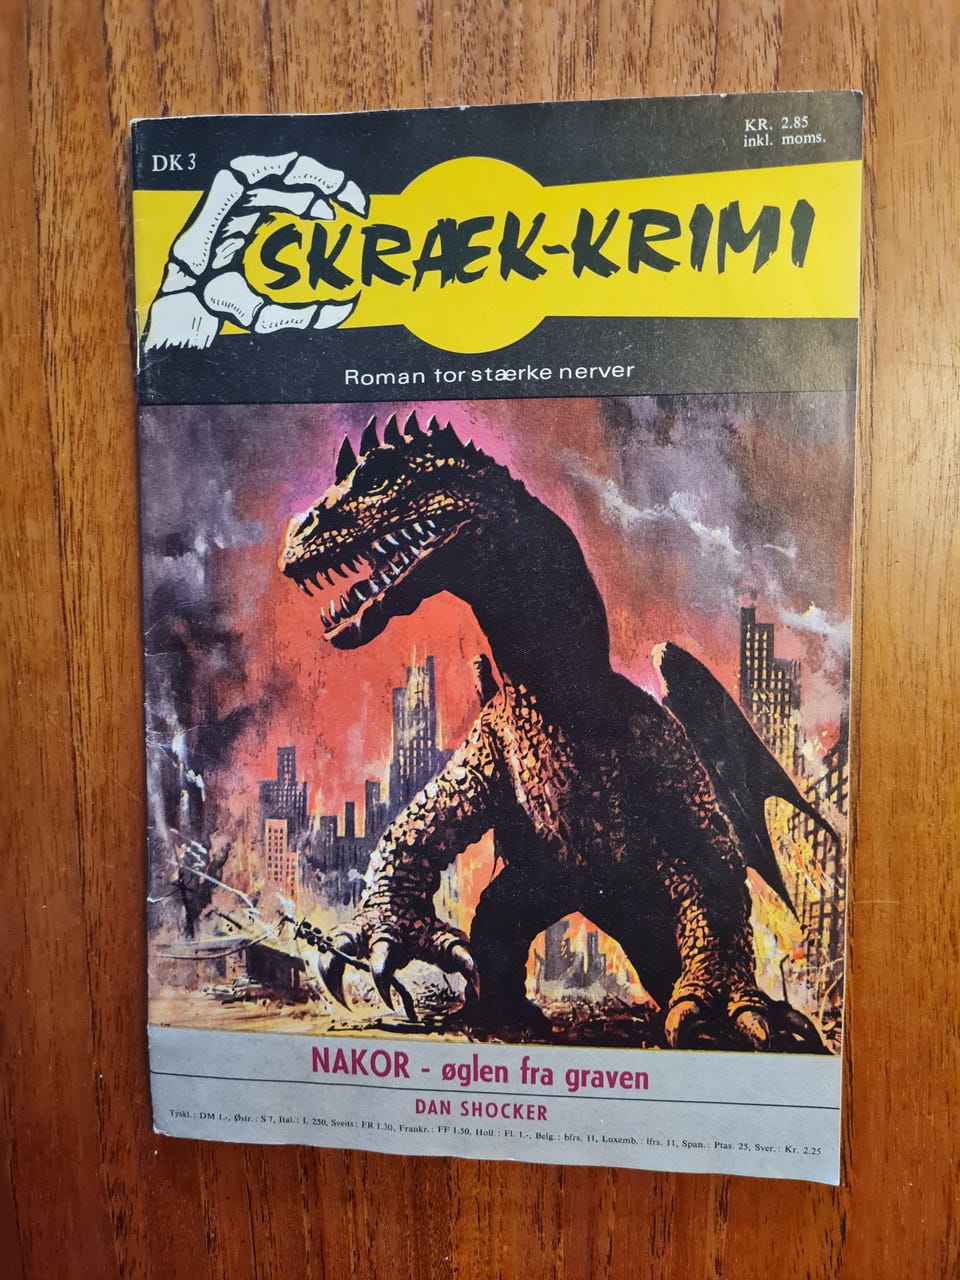 DK 3
KR. 2.85
inkl. moms.
SKRÆK-KRIMI
Roman for stærke nerver
NAKOR - øglen fra graven
DAN SHOCKER
Tyskl.: DM 1.-, Østr.: S 7, Ital.: L 250, Sveits: FR 1.30, Frankr.: FF 1.50, Holl.: Fl. 1.-, Belg.: bfrs. 11, Luxemb.: lfrs. 11, Span.: Ptas. 25, Sver.: Kr. 2.25